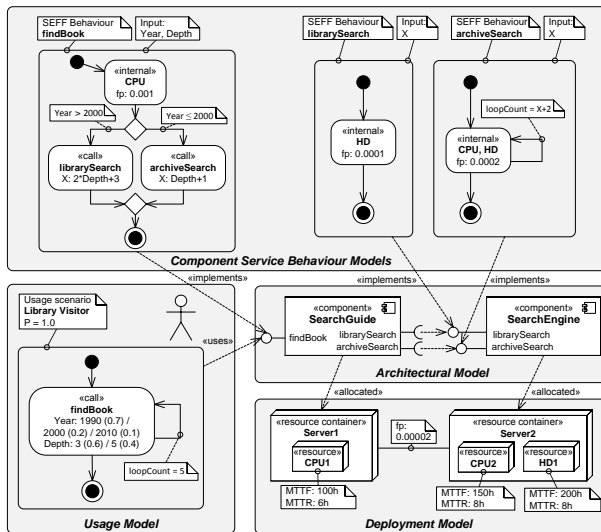 SEFF Behaviour
findBook
Input:
Year, Depth
«internal»
CPU
fp: 0.001
Year > 2000
Year ≤ 2000
«call»
librarySearch
X: 2*Depth+3
«call»
archiveSearch
X: Depth+1
SEFF Behaviour
librarySearch
Input:
X
«internal»
HD
fp: 0.0001
SEFF Behaviour
archiveSearch
Input:
X
loopCount = X+2
«internal»
CPU, HD
fp: 0.0002
Component Service Behaviour Models
«implements»
«implements»
«implements»
Usage scenario
Library Visitor
P = 1.0
«uses»
«call»
findBook
Year: 1990 (0.7) /
2000 (0.2) / 2010 (0.1)
Depth: 3 (0.6) / 5 (0.4)
loopCount = 5
Usage Model
findBook
«component»
SearchGuide
librarySearch
archiveSearch
«component»
SearchEngine
librarySearch
archiveSearch
Architectural Model
«allocated»
«allocated»
«resource container»
Server1
«resource»
CPU1
MTTF: 100h
MTTR: 6h
fp:
0.00002
«resource container»
Server2
«resource»
CPU2
«resource»
HD1
MTTF: 150h
MTTR: 8h
MTTF: 200h
MTTR: 8h
Deployment Model